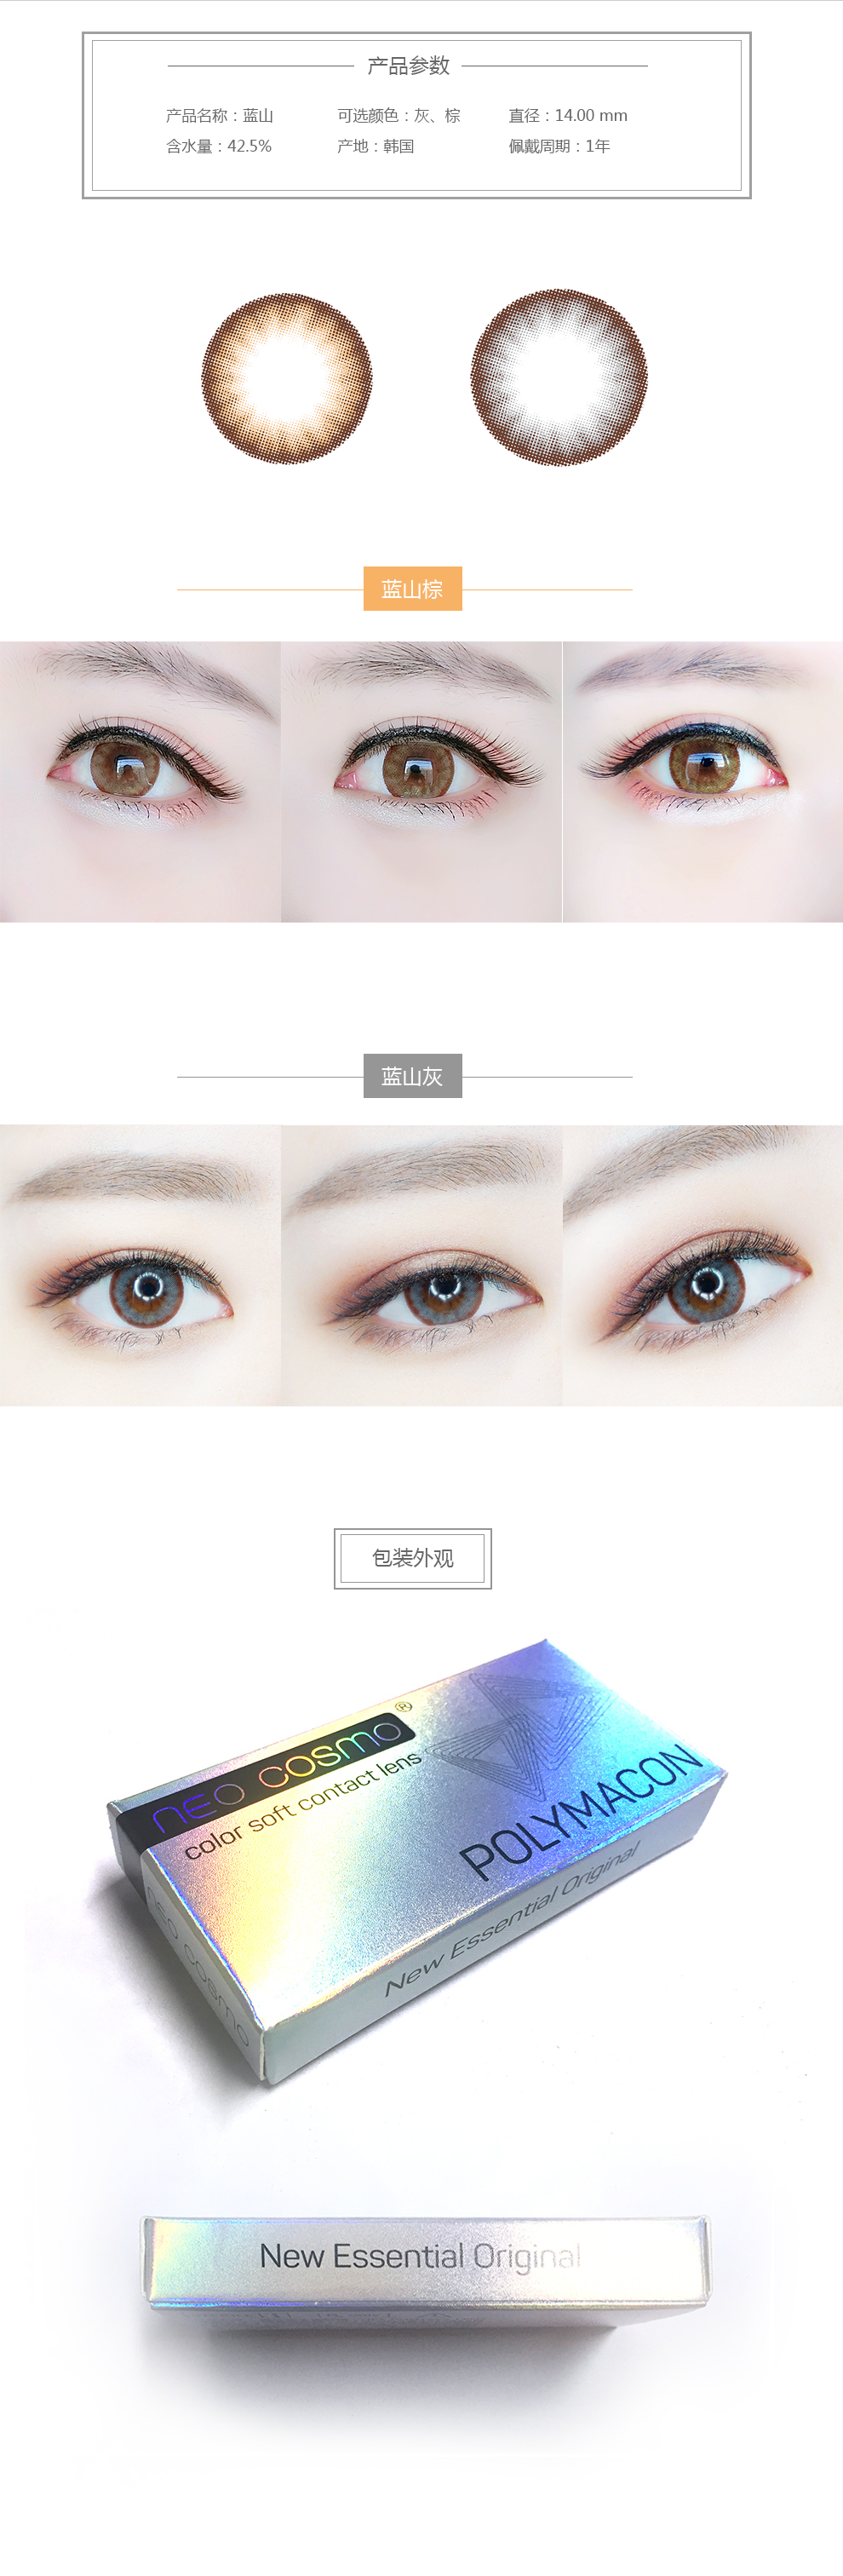 产品参数
产品名称：蓝山 可选颜色：灰、棕 直径：14.00 mm
含水量：42.5% 产地：韩国 佩戴周期：1年
蓝山棕
蓝山灰
包装外观
neo cosmo®
color soft contact lens
POLYMACON
New Essential Original
neo cosmo
New Essential Original